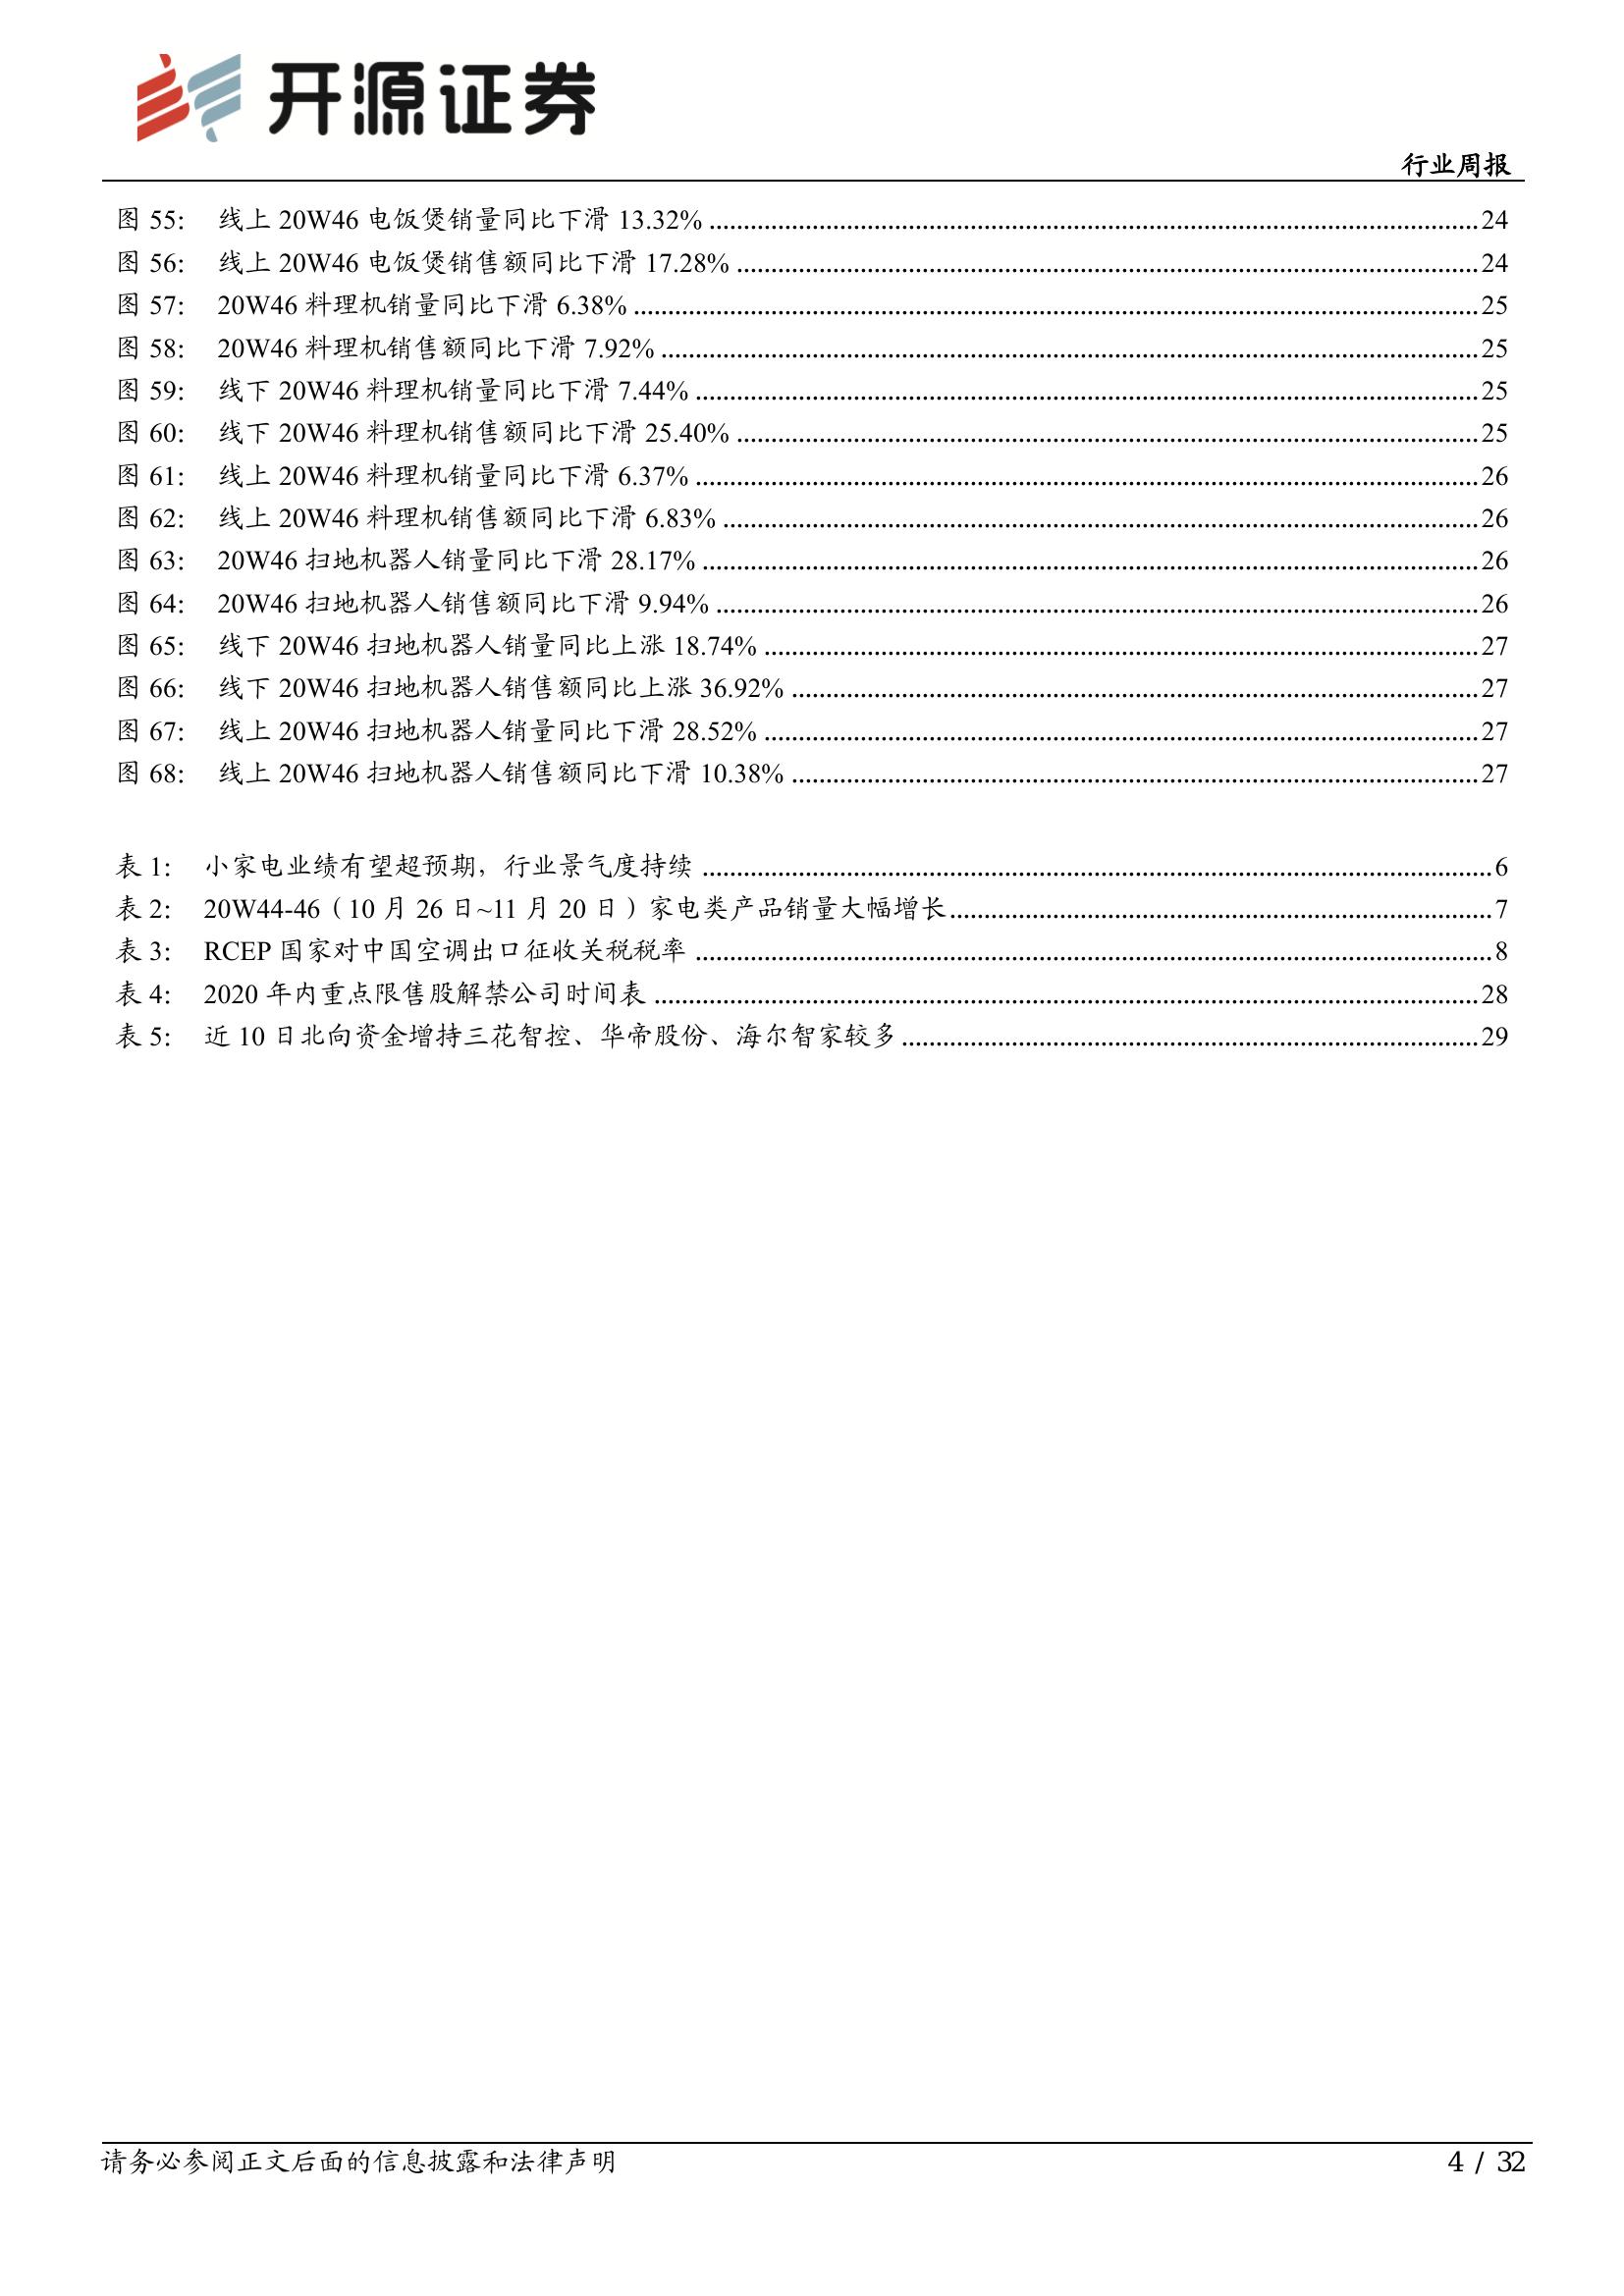 开源证券
行业周报
图 55: 线上 20W46 电饭煲销量同比下滑 13.32% ........ 24
图 56: 线上 20W46 电饭煲销售额同比下滑 17.28% ........ 24
图 57: 20W46 料理机销量同比下滑 6.38% ........ 25
图 58: 20W46 料理机销售额同比下滑 7.92% ........ 25
图 59: 线下 20W46 料理机销量同比下滑 7.44% ........ 25
图 60: 线下 20W46 料理机销售额同比下滑 25.40% ........ 25
图 61: 线上 20W46 料理机销量同比下滑 6.37% ........ 26
图 62: 线上 20W46 料理机销售额同比下滑 6.83% ........ 26
图 63: 20W46 扫地机器人销量同比下滑 28.17% ........ 26
图 64: 20W46 扫地机器人销售额同比下滑 9.94% ........ 26
图 65: 线下 20W46 扫地机器人销量同比上涨 18.74% ........ 27
图 66: 线下 20W46 扫地机器人销售额同比上涨 36.92% ........ 27
图 67: 线上 20W46 扫地机器人销量同比下滑 28.52% ........ 27
图 68: 线上 20W46 扫地机器人销售额同比下滑 10.38% ........ 27
表 1: 小家电业绩有望超预期，行业景气度持续 ........ 6
表 2: 20W44-46（10 月 26 日~11 月 20 日）家电类产品销量大幅增长 ........ 7
表 3: RCEP 国家对中国空调出口征收关税税率 ........ 8
表 4: 2020 年内重点限售股解禁公司时间表 ........ 28
表 5: 近 10 日北向资金增持三花智控、华帝股份、海尔智家较多 ........ 29
请务必参阅正文后面的信息披露和法律声明
4 / 32